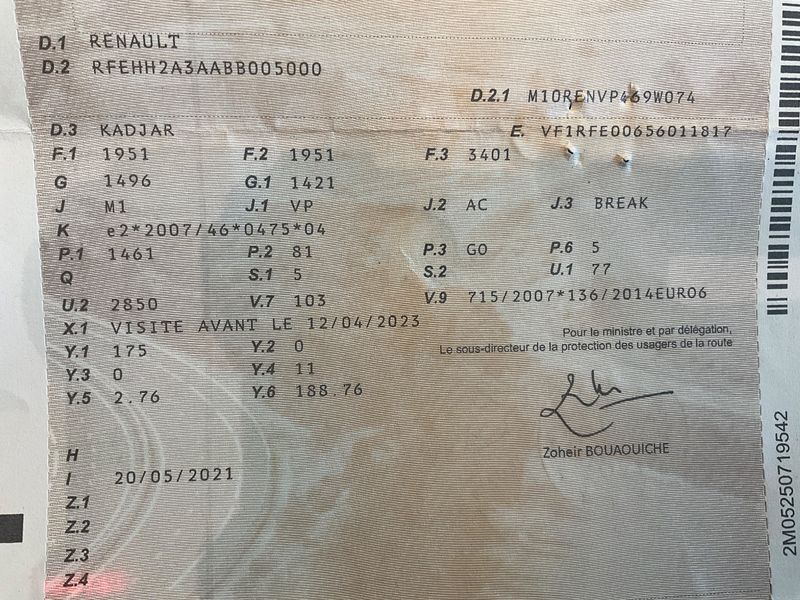 D.1 RENAULT
D.2 RFEHH2A3AABB005000
D.2.1 M10RENVP469W074
D.3 KADJAR E. VF1RFE00656011817
F.1 1951 F.2 1951 F.3 3401
G 1496 G.1 1421
J M1 J.1 VP J.2 AC J.3 BREAK
K e2*2007/46*0475*04
P.1 1461 P.2 81 P.3 GO P.6 5
Q S.1 5 S.2 U.1 77
U.2 2850 V.7 103 V.9 715/2007*136/2014EURO6
X.1 VISITE AVANT LE 12/04/2023
Pour le ministre et par délégation,
Le sous-directeur de la protection des usagers de la route
Y.1 175 Y.2 0
Y.3 0 Y.4 11
Y.5 2.76 Y.6 188.76
Zoheir BOUAOUICHE
H
I 20/05/2021
Z.1
Z.2
Z.3
Z.4
2M05250719542